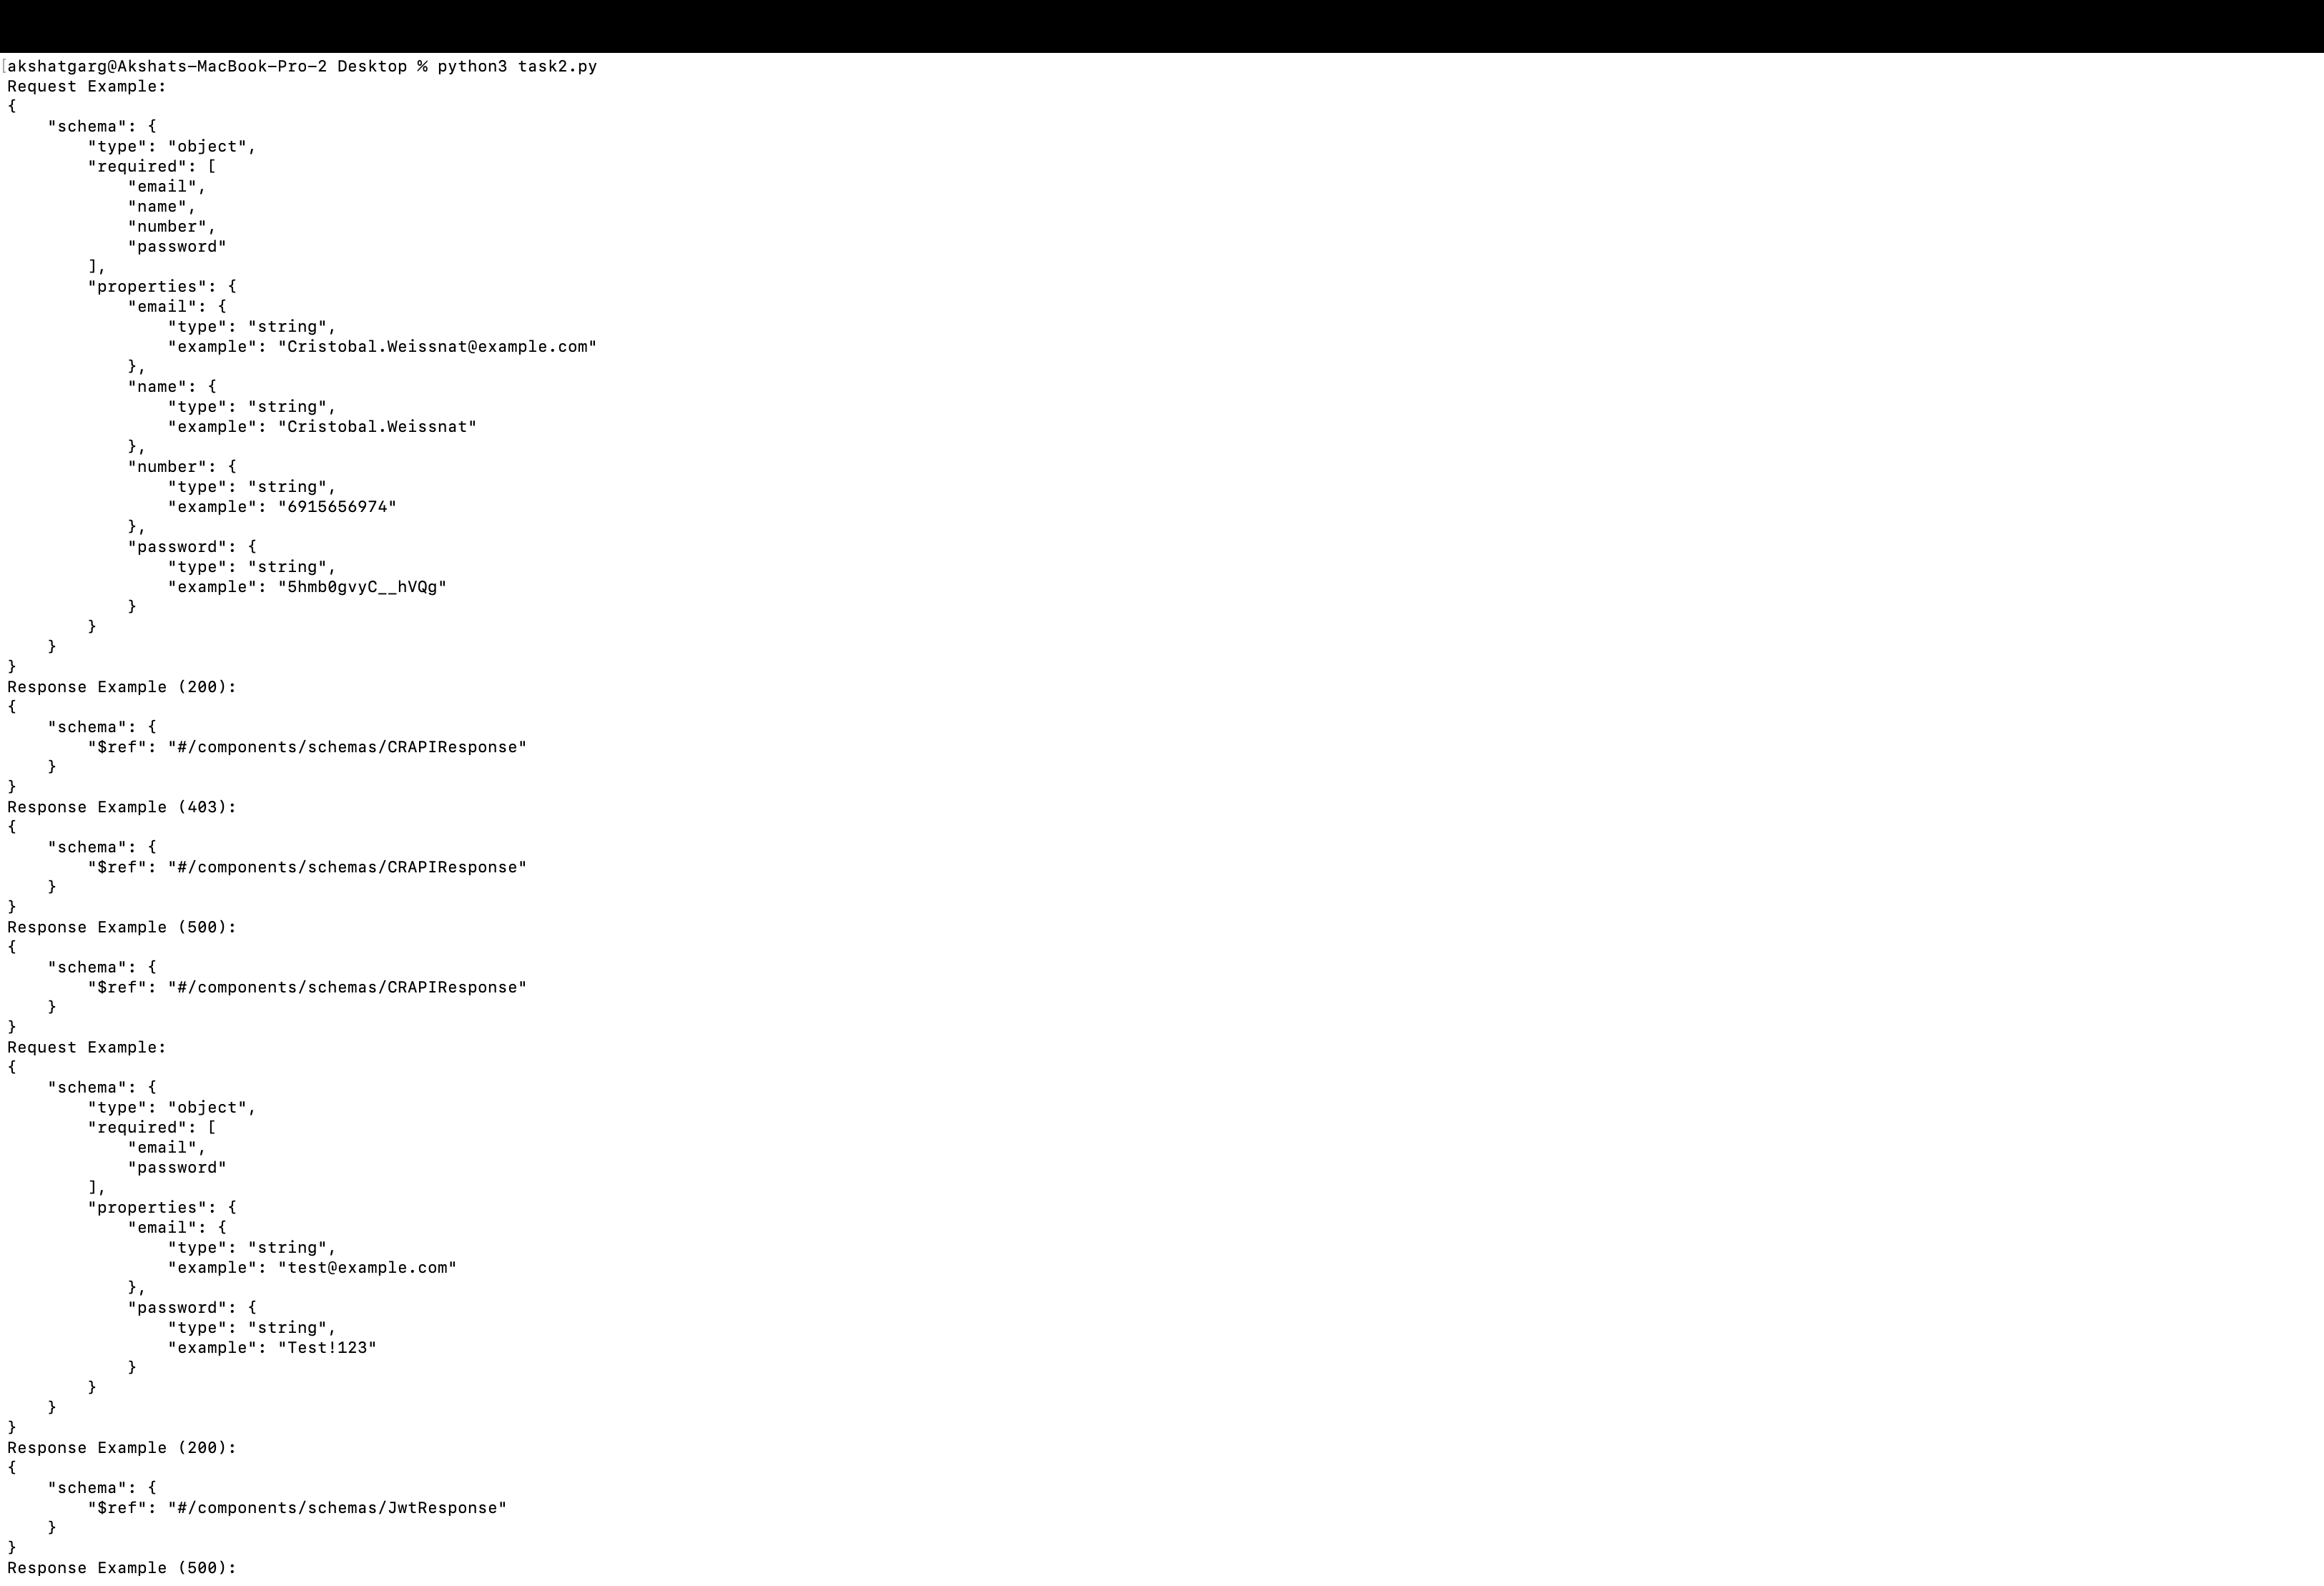 [akshatgarg@Akshats-MacBook-Pro-2 Desktop % python3 task2.py
Request Example:
{
    "schema": {
        "type": "object",
        "required": [
            "email",
            "name",
            "number",
            "password"
        ],
        "properties": {
            "email": {
                "type": "string",
                "example": "Cristobal.Weissnat@example.com"
            },
            "name": {
                "type": "string",
                "example": "Cristobal.Weissnat"
            },
            "number": {
                "type": "string",
                "example": "6915656974"
            },
            "password": {
                "type": "string",
                "example": "5hmb0gvyC__hVQg"
            }
        }
    }
}
Response Example (200):
{
    "schema": {
        "$ref": "#/components/schemas/CRAPIResponse"
    }
}
Response Example (403):
{
    "schema": {
        "$ref": "#/components/schemas/CRAPIResponse"
    }
}
Response Example (500):
{
    "schema": {
        "$ref": "#/components/schemas/CRAPIResponse"
    }
}
Request Example:
{
    "schema": {
        "type": "object",
        "required": [
            "email",
            "password"
        ],
        "properties": {
            "email": {
                "type": "string",
                "example": "test@example.com"
            },
            "password": {
                "type": "string",
                "example": "Test!123"
            }
        }
    }
}
Response Example (200):
{
    "schema": {
        "$ref": "#/components/schemas/JwtResponse"
    }
}
Response Example (500):